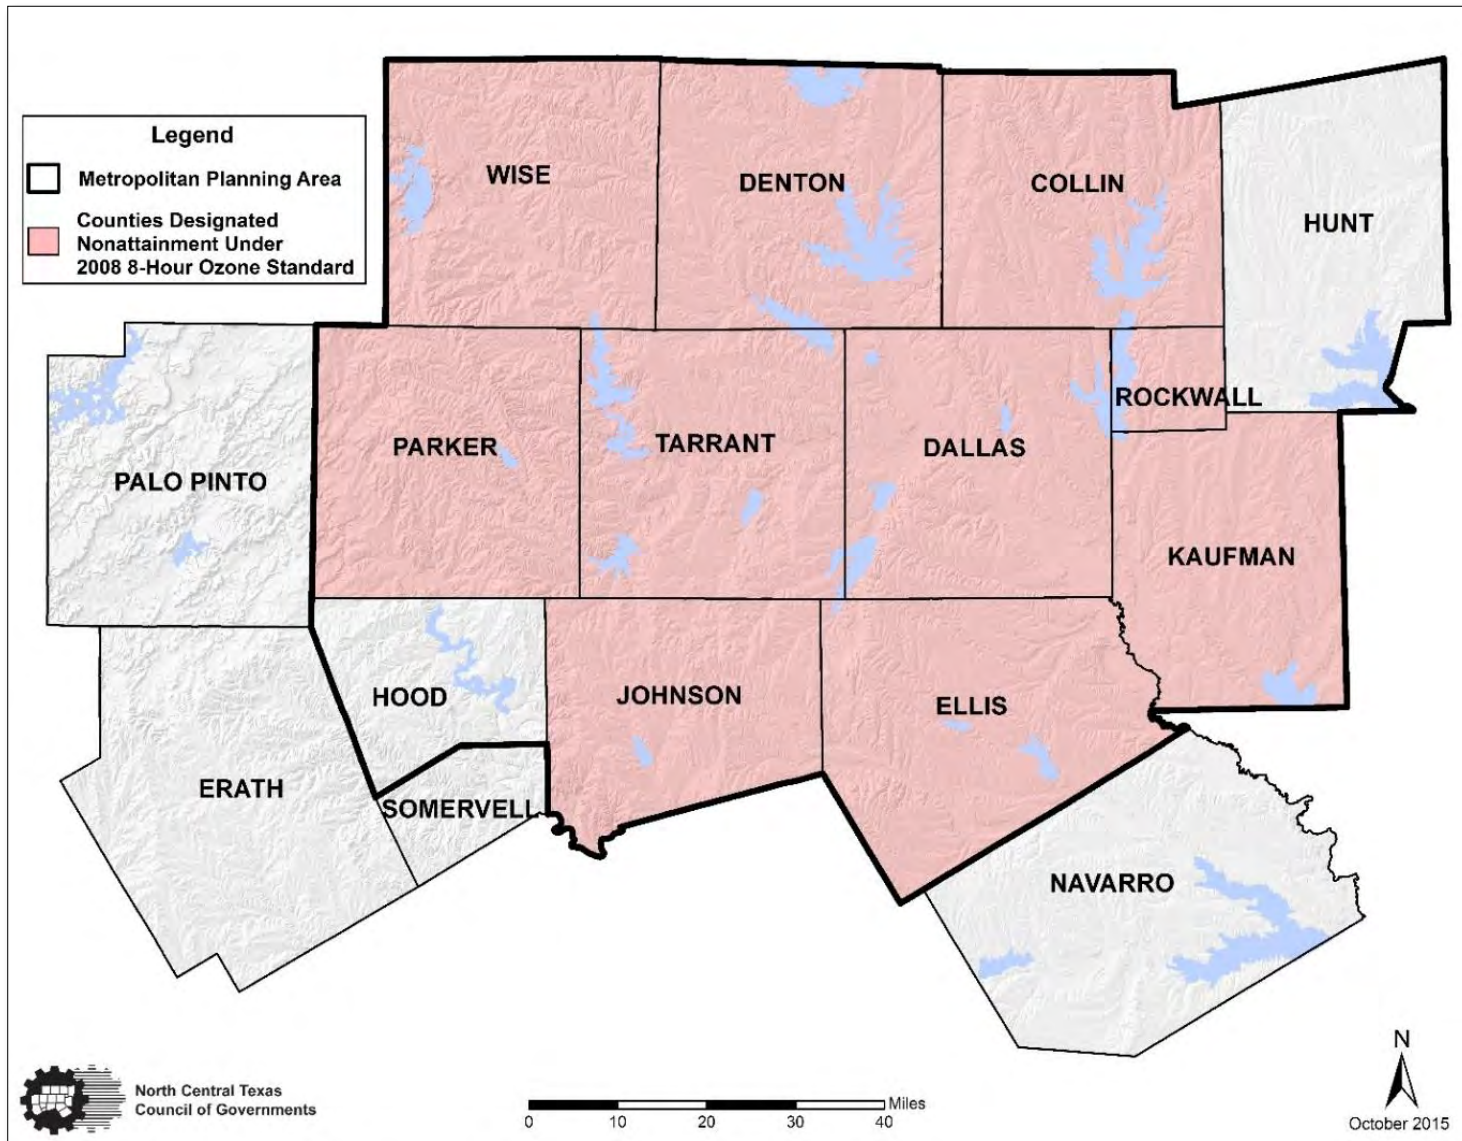 Legend
Metropolitan Planning Area
Counties Designated
Nonattainment Under
2008 8-Hour Ozone Standard
WISE
DENTON
COLLIN
HUNT
ROCKWALL
PARKER
TARRANT
DALLAS
PALO PINTO
KAUFMAN
HOOD
JOHNSON
ELLIS
ERATH
SOMERVELL
NAVARRO
North Central Texas
Council of Governments
Miles
0 10 20 30 40
N
October 2015